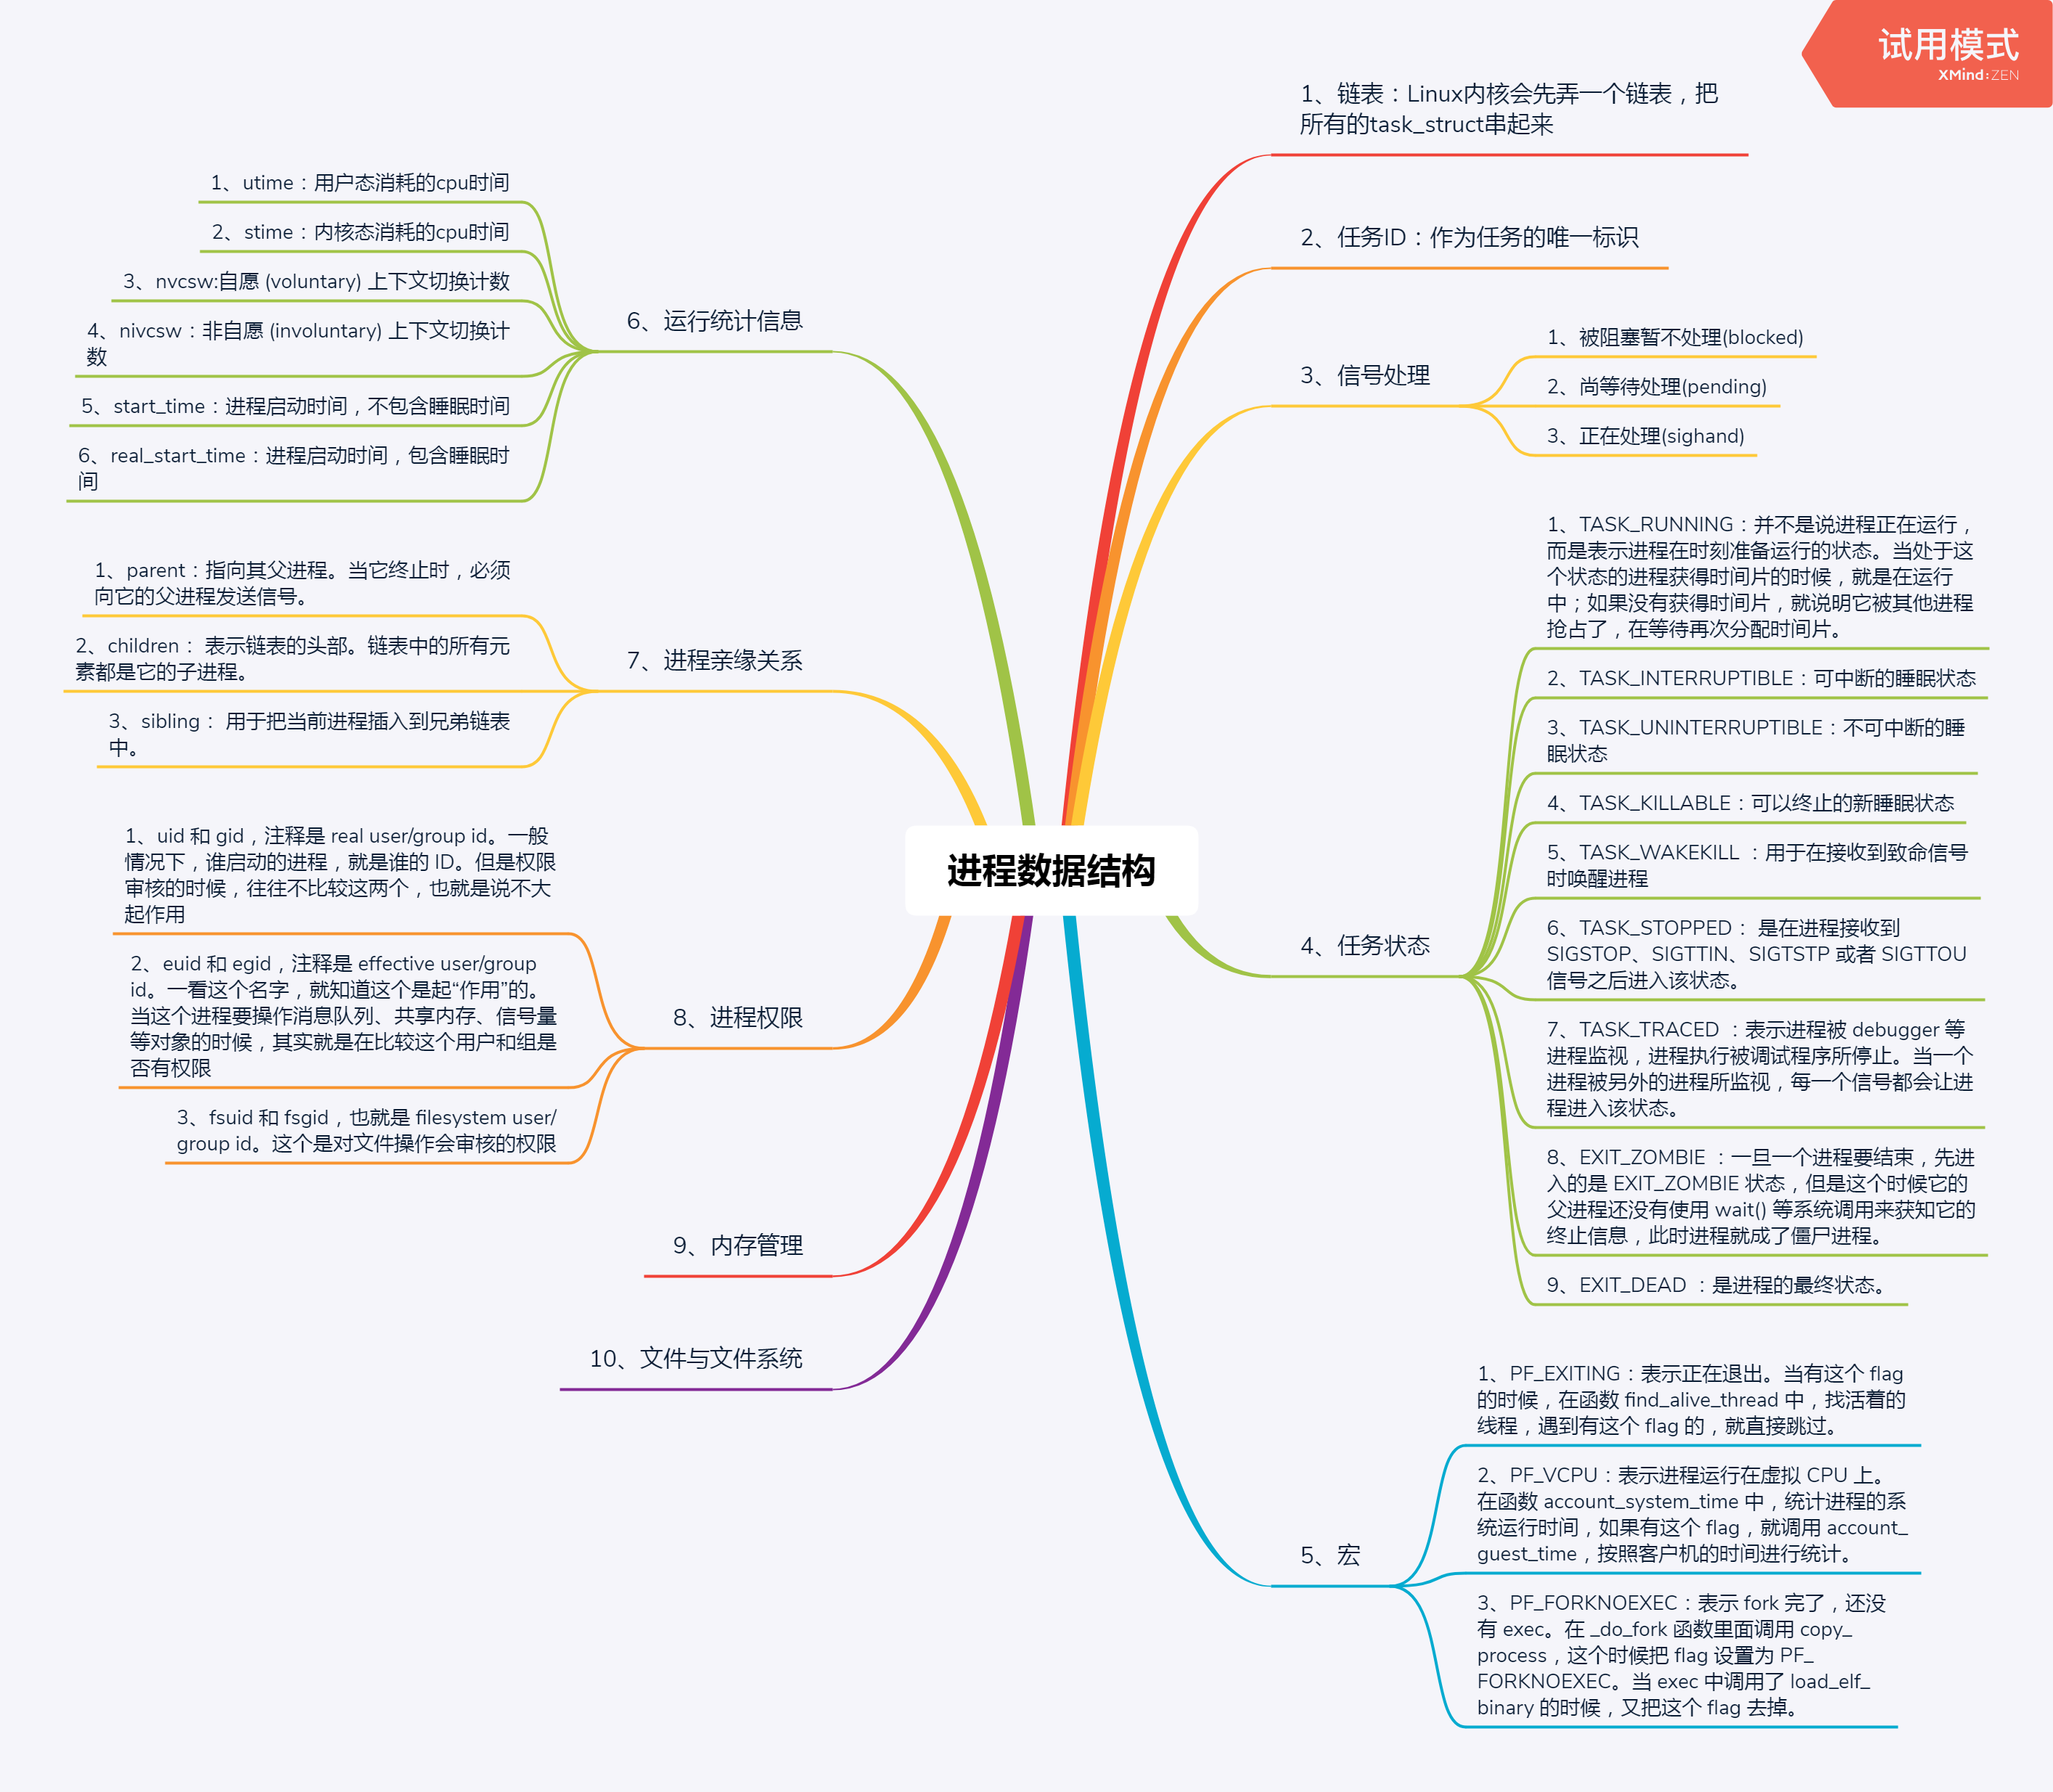 试用模式
XMind:ZEN
进程数据结构
1、链表：Linux内核会先弄一个链表，把
所有的task_struct串起来
2、任务ID：作为任务的唯一标识
3、信号处理
1、被阻塞暂不处理(blocked)
2、尚等待处理(pending)
3、正在处理(sighand)
4、任务状态
1、TASK_RUNNING：并不是说进程正在运行，
而是表示进程在时刻准备运行的状态。当处于这
个状态的进程获得时间片的时候，就是在运行
中；如果没有获得时间片，就说明它被其他进程
抢占了，在等待再次分配时间片。
2、TASK_INTERRUPTIBLE：可中断的睡眠状态
3、TASK_UNINTERRUPTIBLE：不可中断的睡
眠状态
4、TASK_KILLABLE：可以终止的新睡眠状态
5、TASK_WAKEKILL ：用于在接收到致命信号
时唤醒进程
6、TASK_STOPPED： 是在进程接收到
SIGSTOP、SIGTTIN、SIGTSTP 或者 SIGTTOU
信号之后进入该状态。
7、TASK_TRACED ：表示进程被 debugger 等
进程监视，进程执行被调试程序所停止。当一个
进程被另外的进程所监视，每一个信号都会让进
程进入该状态。
8、EXIT_ZOMBIE ：一旦一个进程要结束，先进
入的是 EXIT_ZOMBIE 状态，但是这个时候它的
父进程还没有使用 wait() 等系统调用来获知它的
终止信息，此时进程就成了僵尸进程。
9、EXIT_DEAD ：是进程的最终状态。
5、宏
1、PF_EXITING：表示正在退出。当有这个 flag
的时候，在函数 find_alive_thread 中，找活着的
线程，遇到有这个 flag 的，就直接跳过。
2、PF_VCPU：表示进程运行在虚拟 CPU 上。
在函数 account_system_time 中，统计进程的系
统运行时间，如果有这个 flag，就调用 account_
guest_time，按照客户机的时间进行统计。
3、PF_FORKNOEXEC：表示 fork 完了，还没
有 exec。在 _do_fork 函数里面调用 copy_
process，这个时候把 flag 设置为 PF_
FORKNOEXEC。当 exec 中调用了 load_elf_
binary 的时候，又把这个 flag 去掉。
6、运行统计信息
1、utime：用户态消耗的cpu时间
2、stime：内核态消耗的cpu时间
3、nvcsw:自愿 (voluntary) 上下文切换计数
4、nivcsw：非自愿 (involuntary) 上下文切换计
数
5、start_time：进程启动时间，不包含睡眠时间
6、real_start_time：进程启动时间，包含睡眠时
间
7、进程亲缘关系
1、parent：指向其父进程。当它终止时，必须
向它的父进程发送信号。
2、children： 表示链表的头部。链表中的所有元
素都是它的子进程。
3、sibling： 用于把当前进程插入到兄弟链表
中。
8、进程权限
1、uid 和 gid，注释是 real user/group id。一般
情况下，谁启动的进程，就是谁的 ID。但是权限
审核的时候，往往不比较这两个，也就是说不大
起作用
2、euid 和 egid，注释是 effective user/group
id。一看这个名字，就知道这个是起“作用”的。
当这个进程要操作消息队列、共享内存、信号量
等对象的时候，其实就是在比较这个用户和组是
否有权限
3、fsuid 和 fsgid，也就是 filesystem user/
group id。这个是对文件操作会审核的权限
9、内存管理
10、文件与文件系统